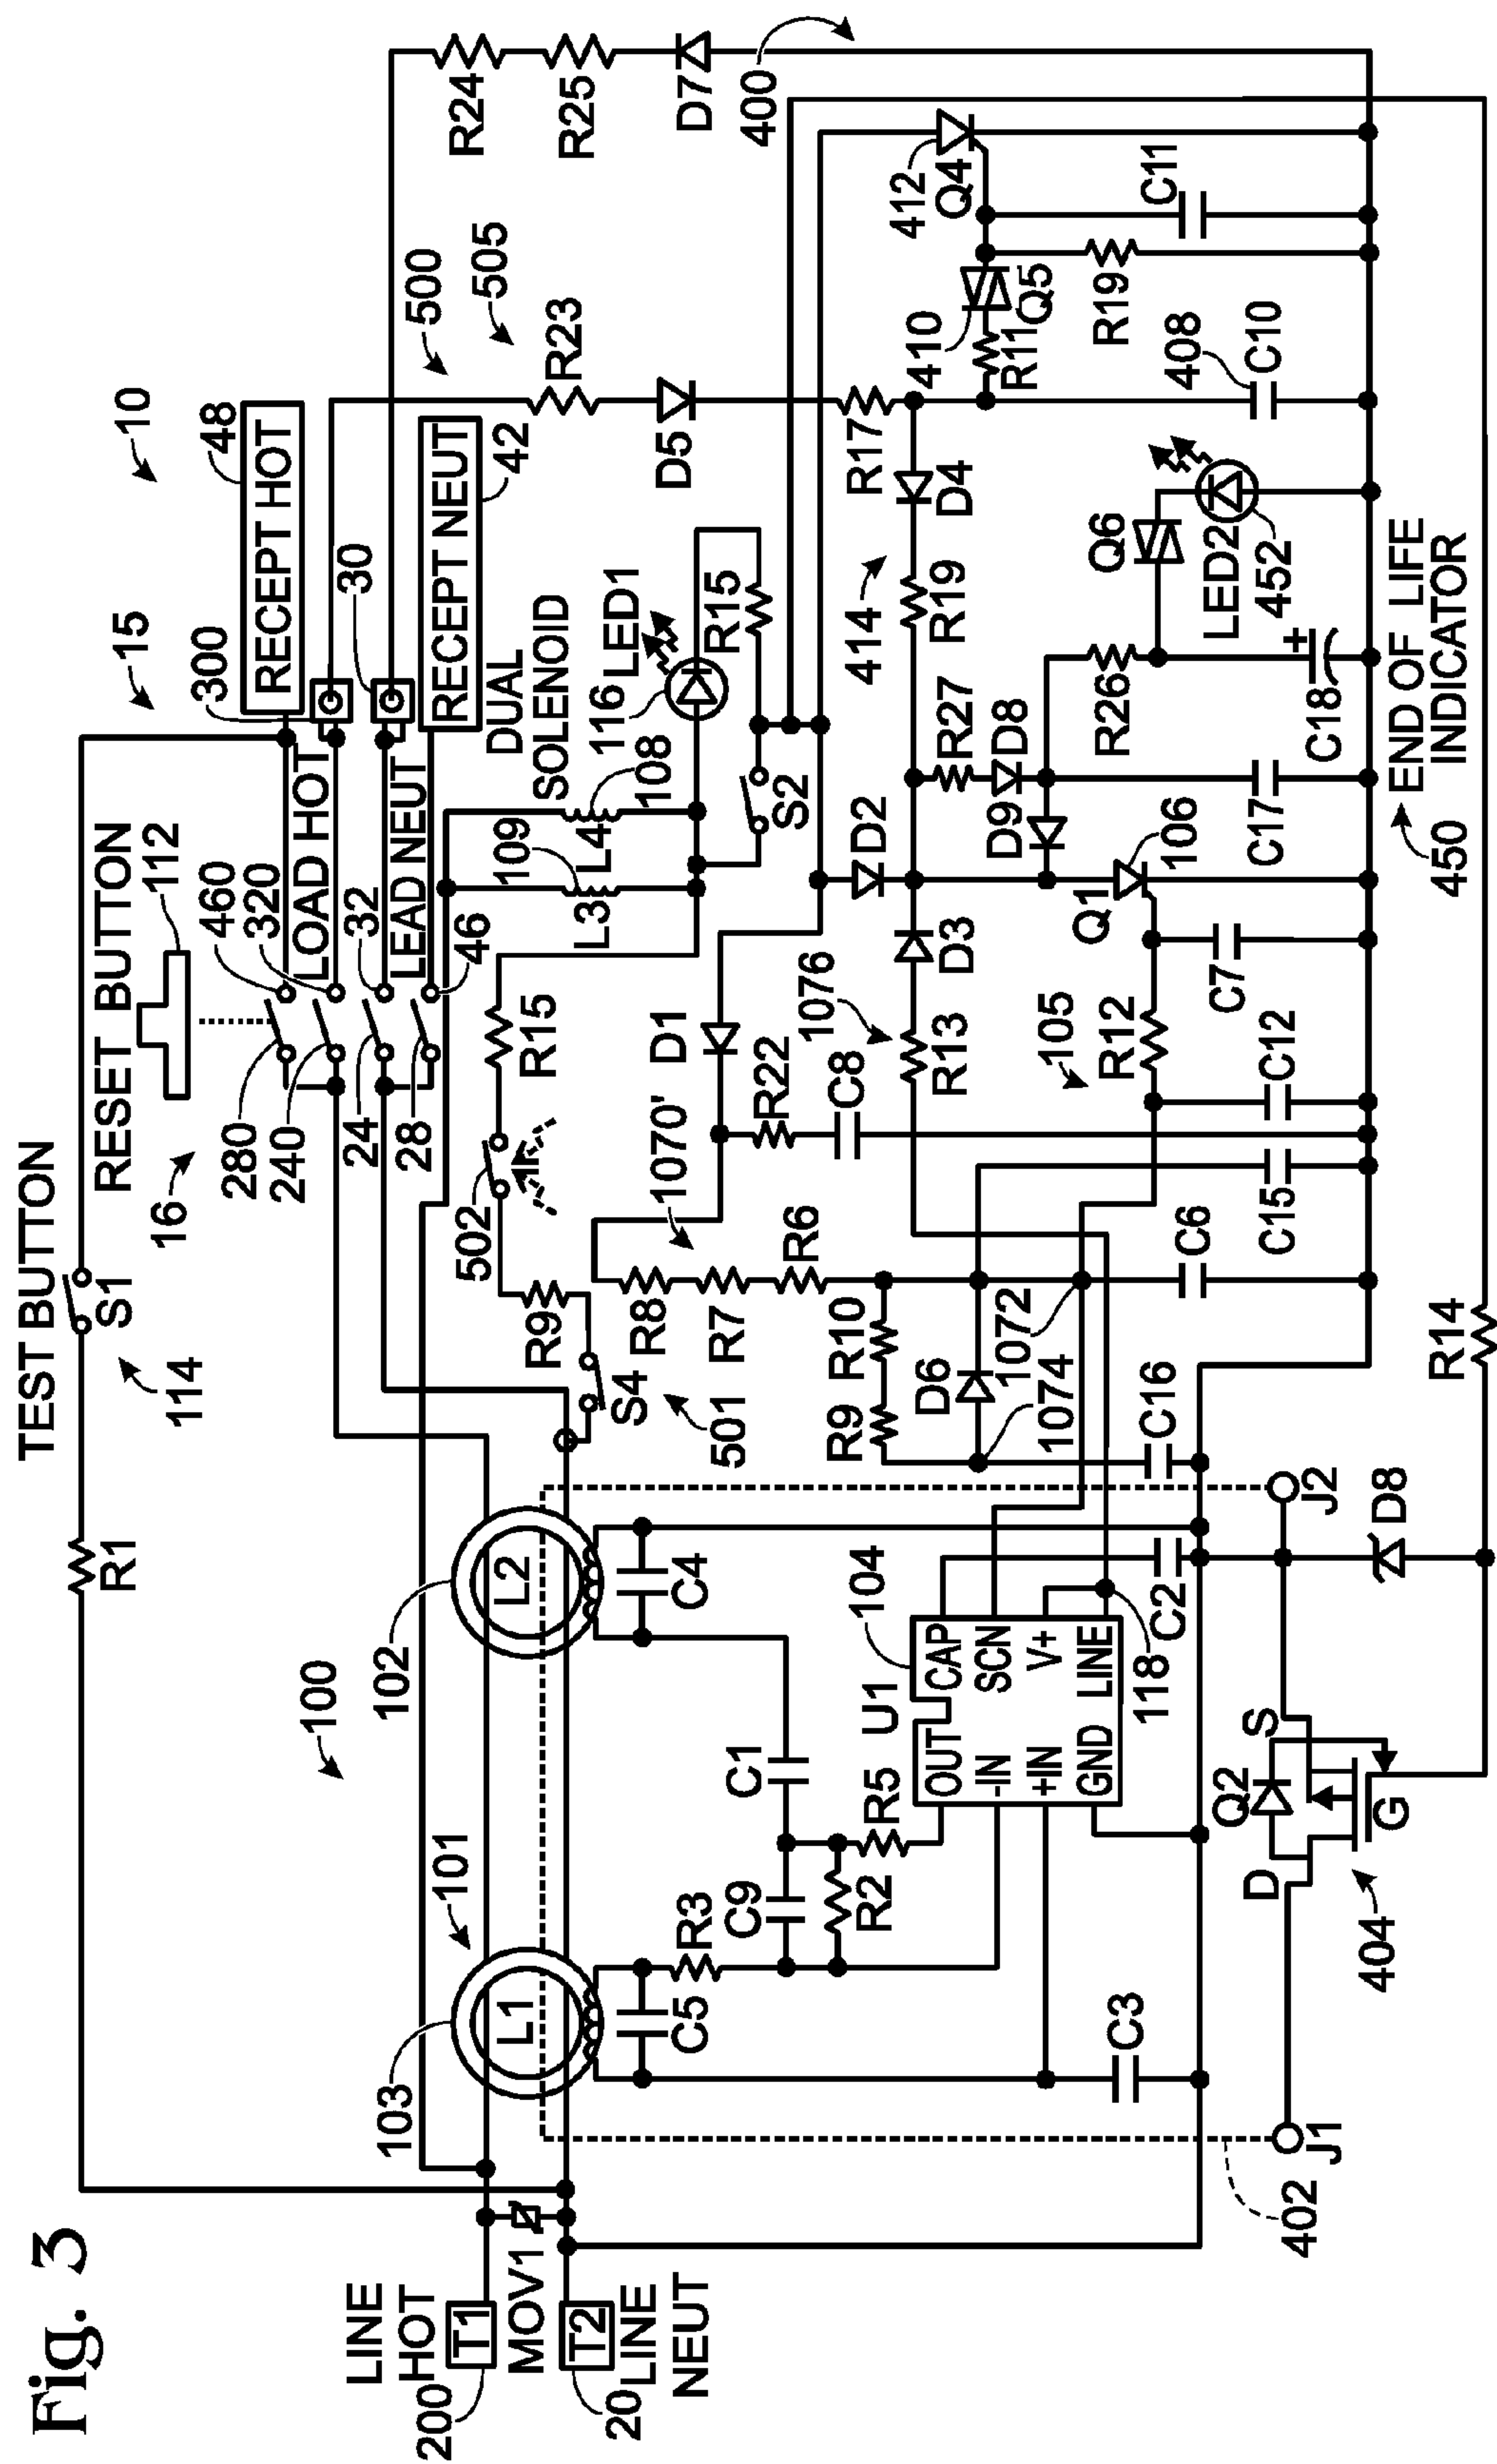 Fig. 3
TEST BUTTON
S1
114
R1
RESET BUTTON
112
16
15
10
300
RECEPT HOT
48
30
RECEPT NEUT
42
500
505
R24
R25
D7
400
460
320
LOAD HOT
32
LEAD NEUT
46
280
240
24
28
DUAL
SOLENOID
109
108
L3
L4
116
LED1
R15
S2
R23
D5
R15
502
R9
S4
501
100
102
L2
101
103
L1
LINE
HOT
T1
200
MOV1
T2
20
LINE
NEUT
C4
C1
C5
R3
C9
R2
R5
C3
U1
104
OUT
-IN
+IN
GND
CAP
SCN
V+
LINE
118
C2
D1
R22
C8
1070'
R8
R7
R6
R10
R9
D6
1072
1074
C16
C6
C15
C12
105
R12
C7
1076
R13
D3
D2
Q1
106
D9
D8
R27
414
R19
D4
R17
R26
C17
C18
Q6
LED2
452
410
R11
Q5
412
Q4
C11
R19
408
C10
450
END OF LIFE
INDICATOR
R14
D8
J2
Q2
S
D
G
404
J1
402